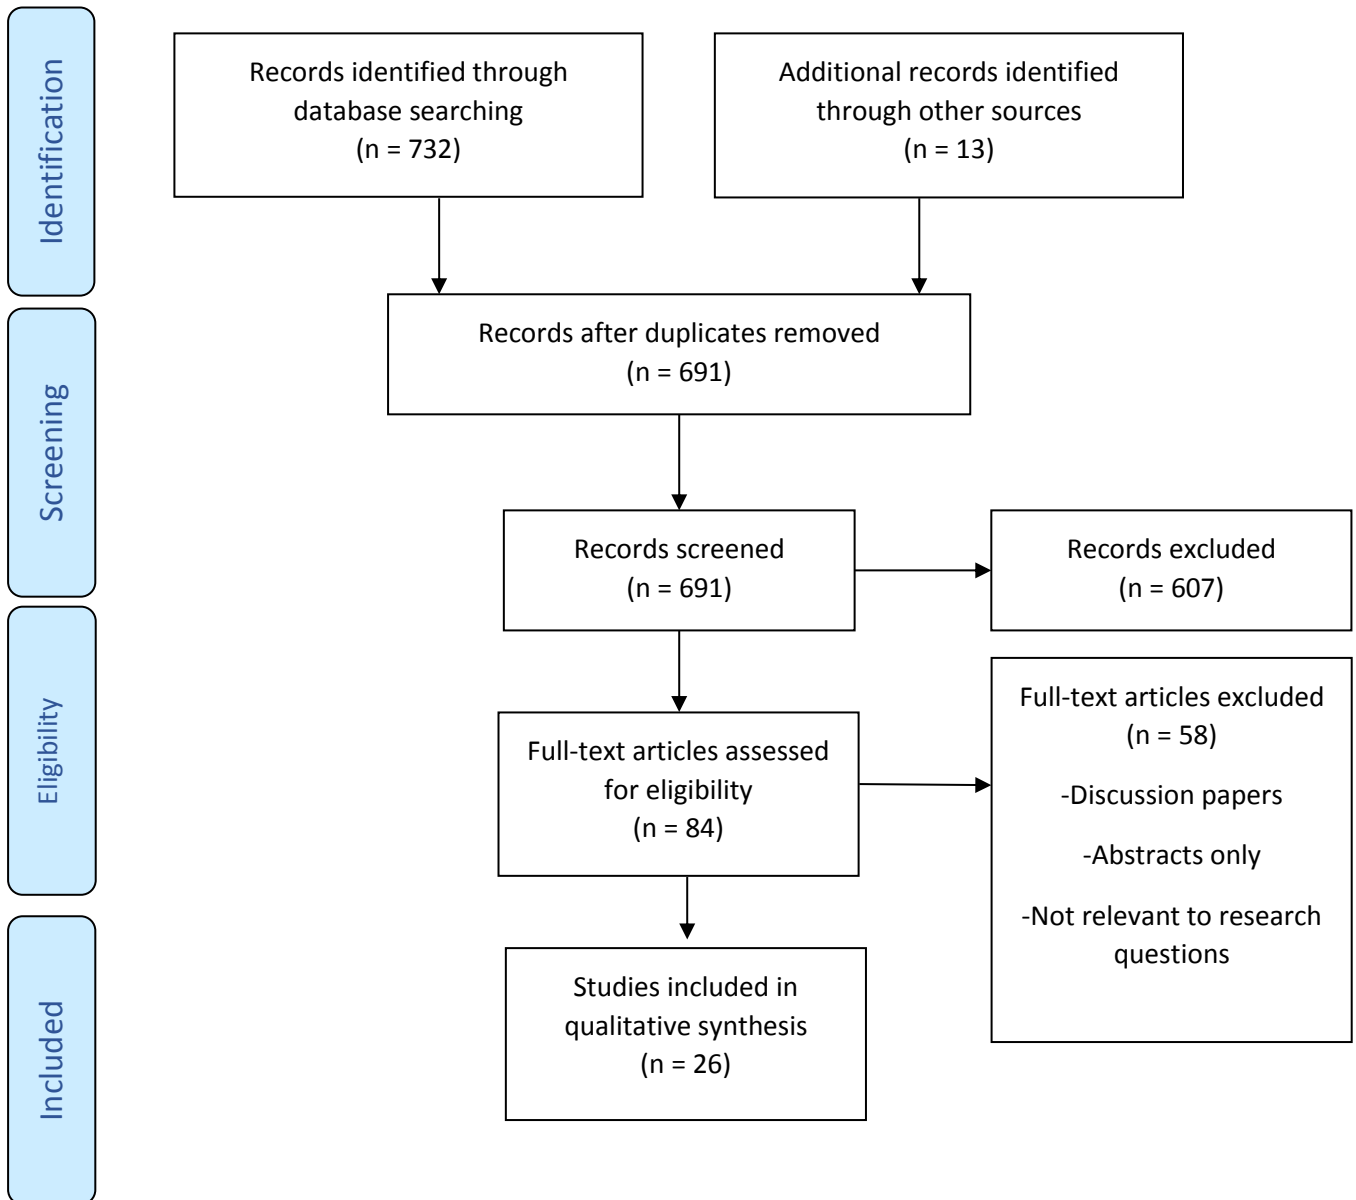 Identification
Records identified through
database searching
(n = 732)
Additional records identified
through other sources
(n = 13)
Screening
Records after duplicates removed
(n = 691)
Records screened
(n = 691)
Records excluded
(n = 607)
Eligibility
Full-text articles assessed
for eligibility
(n = 84)
Full-text articles excluded
(n = 58)
-Discussion papers
-Abstracts only
-Not relevant to research
questions
Included
Studies included in
qualitative synthesis
(n = 26)